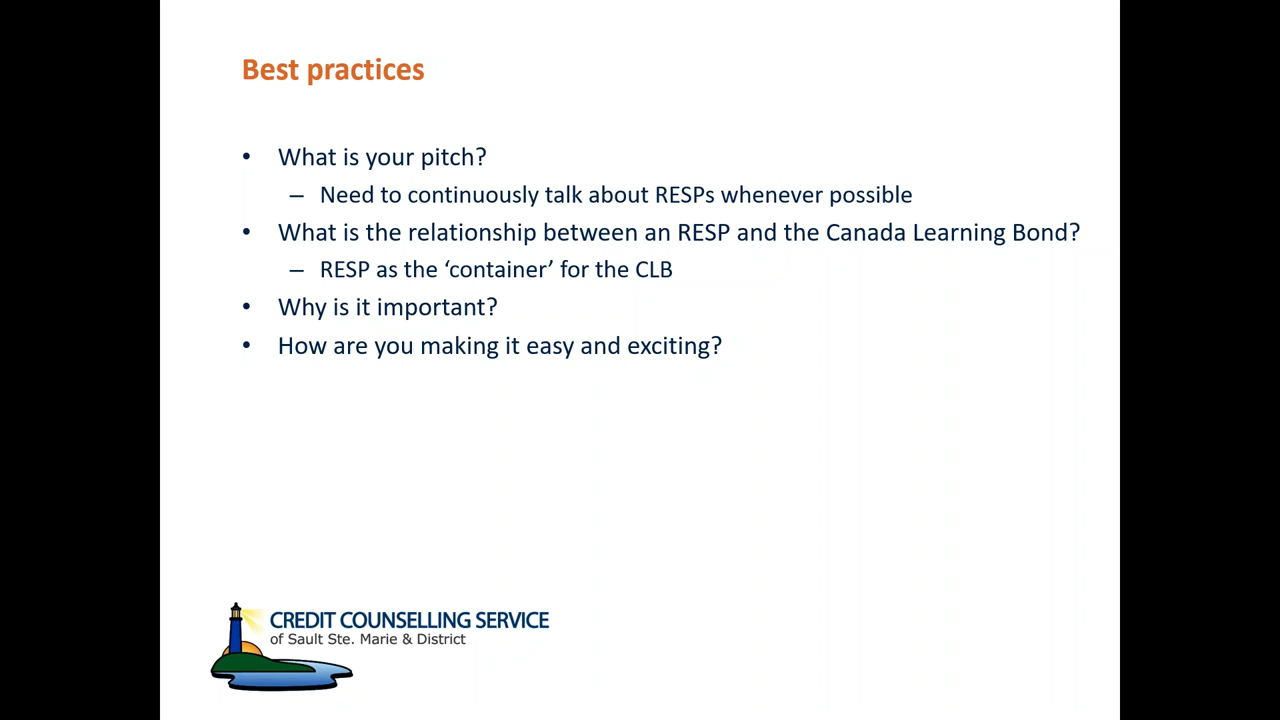 Best practices
• What is your pitch?
– Need to continuously talk about RESPs whenever possible
• What is the relationship between an RESP and the Canada Learning Bond?
– RESP as the ‘container’ for the CLB
• Why is it important?
• How are you making it easy and exciting?
CREDIT COUNSELLING SERVICE
of Sault Ste. Marie & District